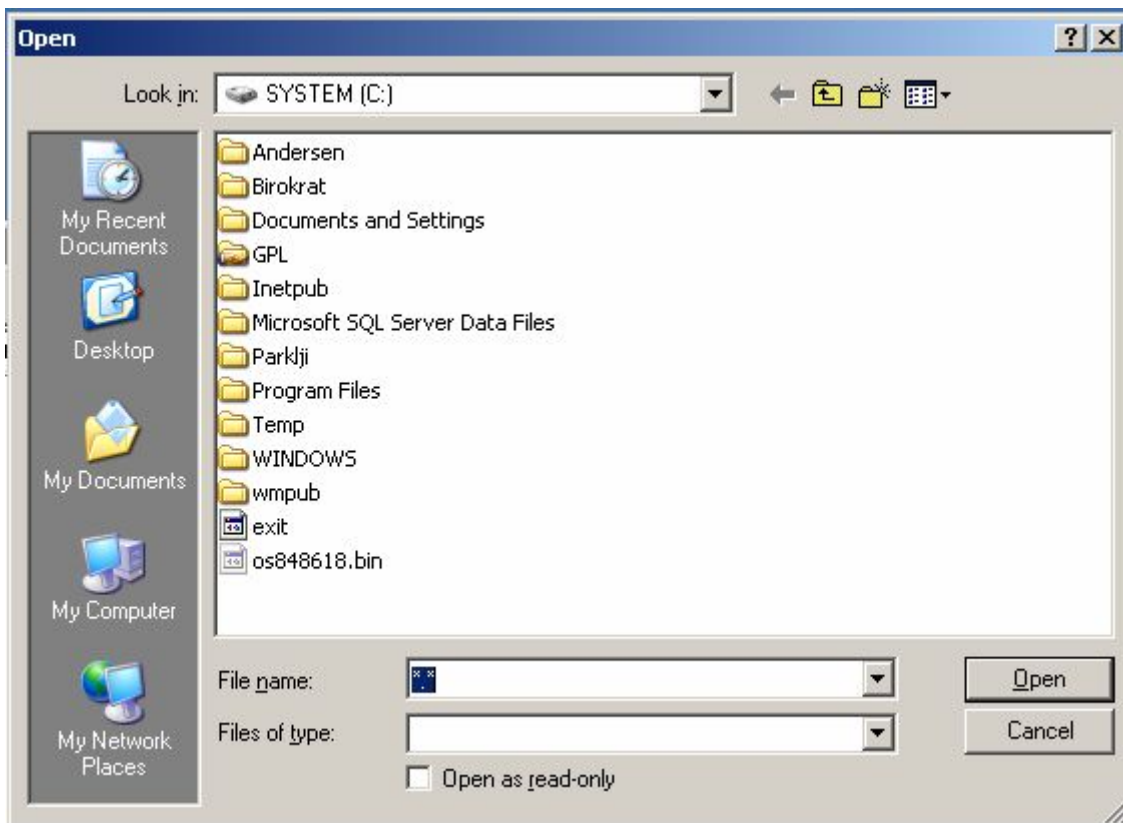 Open
Look in: SYSTEM (C:)
My Recent
Documents
Desktop
My Documents
My Computer
My Network
Places
Andersen
Birokrat
Documents and Settings
GPL
Inetpub
Microsoft SQL Server Data Files
Parklji
Program Files
Temp
WINDOWS
wmpub
exit
os848618.bin
File name: *.*
Open
Files of type:
Cancel
Open as read-only